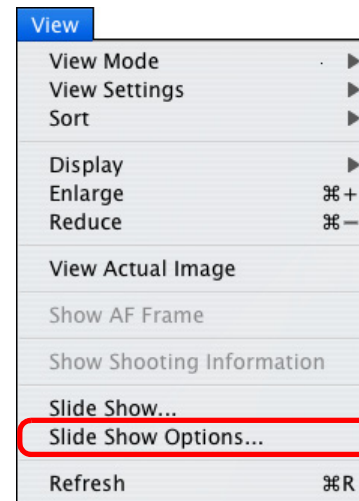 View
View Mode
View Settings
Sort
Display
Enlarge ⌘+
Reduce ⌘−
View Actual Image
Show AF Frame
Show Shooting Information
Slide Show...
Slide Show Options...
Refresh ⌘R